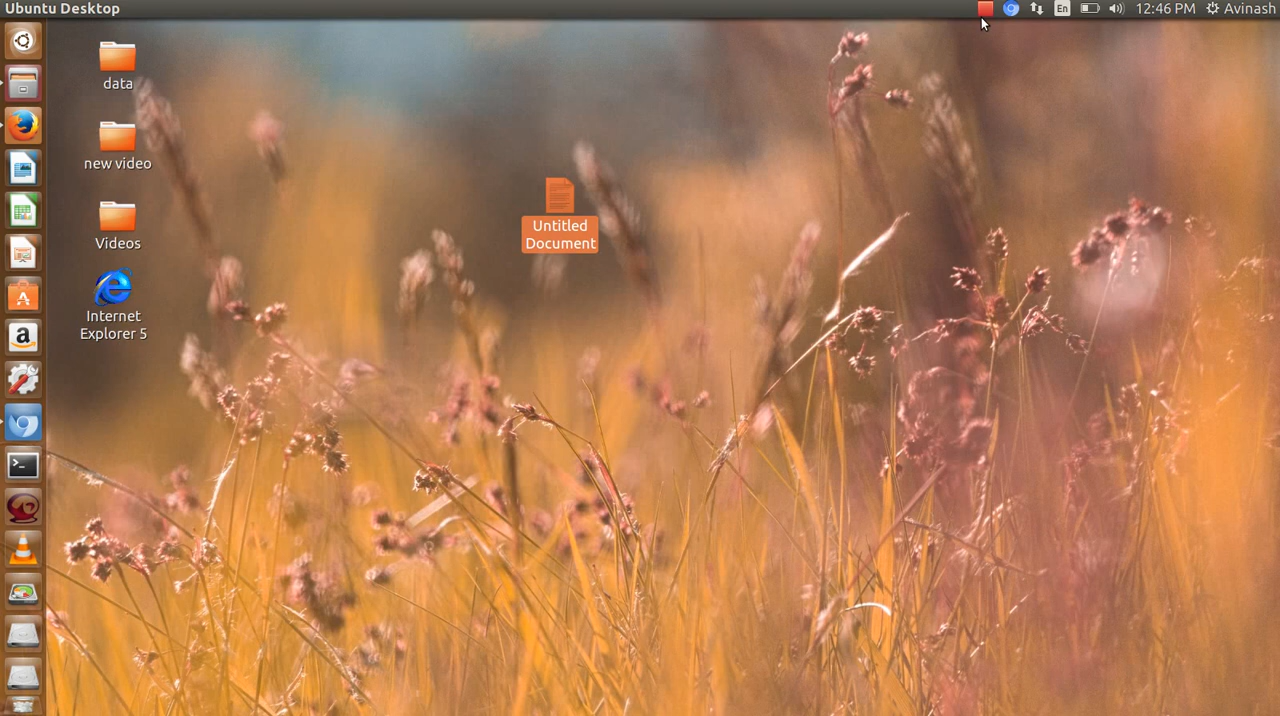 Ubuntu Desktop
En
12:46 PM
Avinash
data
new video
Videos
Internet
Explorer 5
Untitled
Document